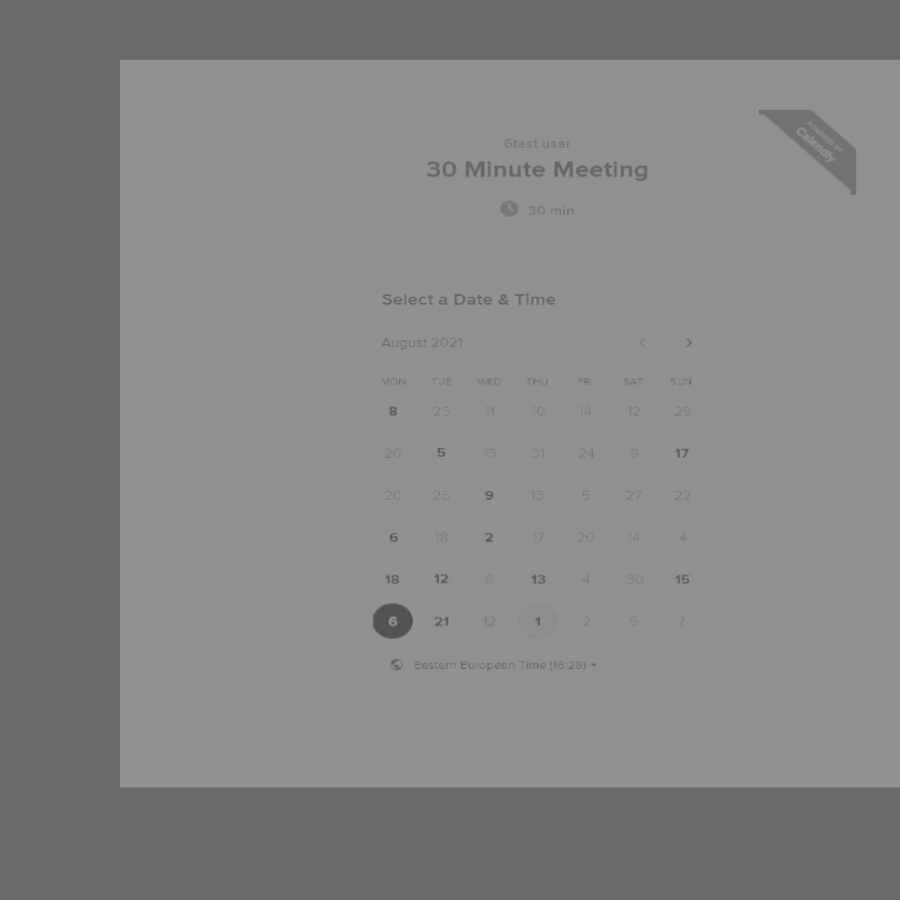 6test user
30 Minute Meeting
30 min
POWERED BY
Calendly
Select a Date & Time
August 2021
MON TUE WED THU FRI SAT SUN
8 25 11 10 14 12 29
20 5 15 31 24 9 17
20 26 9 13 5 27 22
6 18 2 17 20 14 4
18 12 6 13 4 30 15
6 21 12 1 2 5 7
Eastern European Time (16:28)